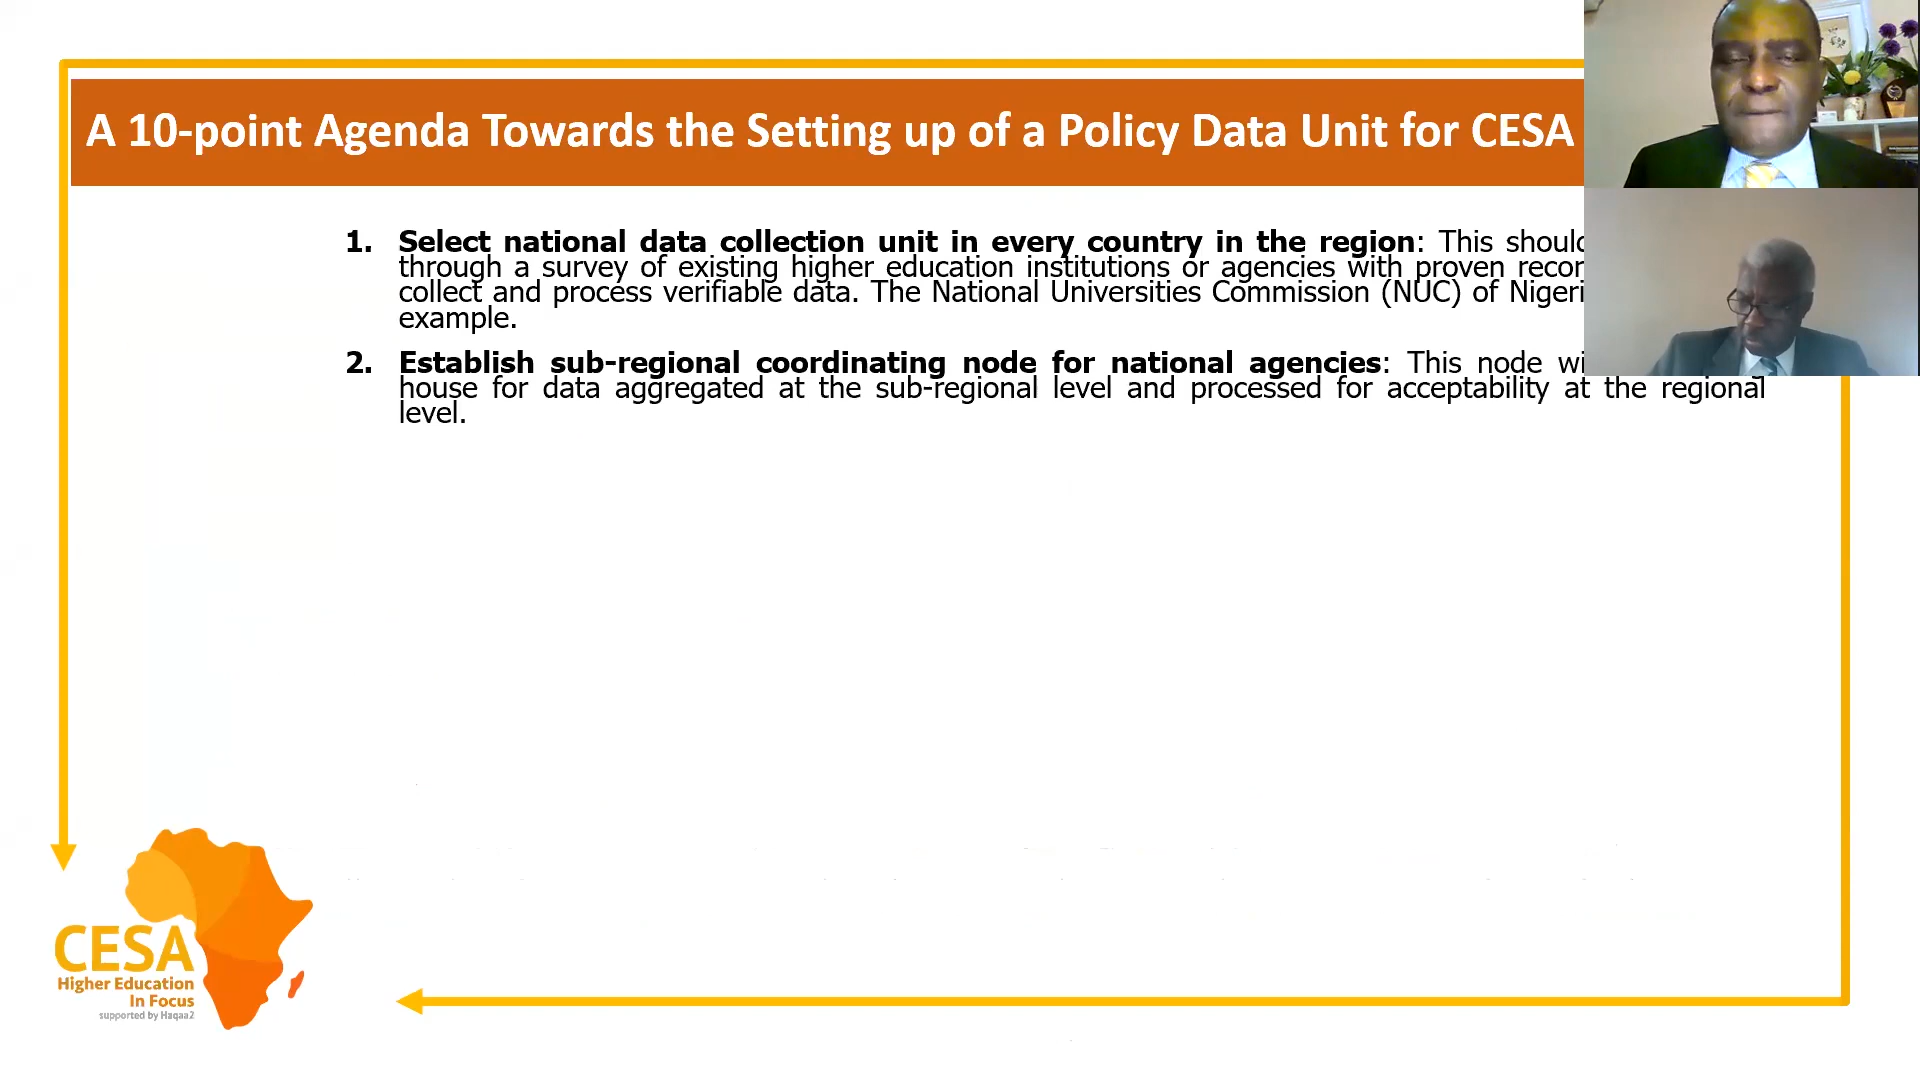 A 10-point Agenda Towards the Setting up of a Policy Data Unit for CESA
1. Select national data collection unit in every country in the region: This should
through a survey of existing higher education institutions or agencies with proven
collect and process verifiable data. The National Universities Commission (NUC) of
example.
2. Establish sub-regional coordinating node for national agencies: This node
house for data aggregated at the sub-regional level and processed for acceptability at the regional
level.
CESA
Higher Education
In Focus
supported by Haqaa2